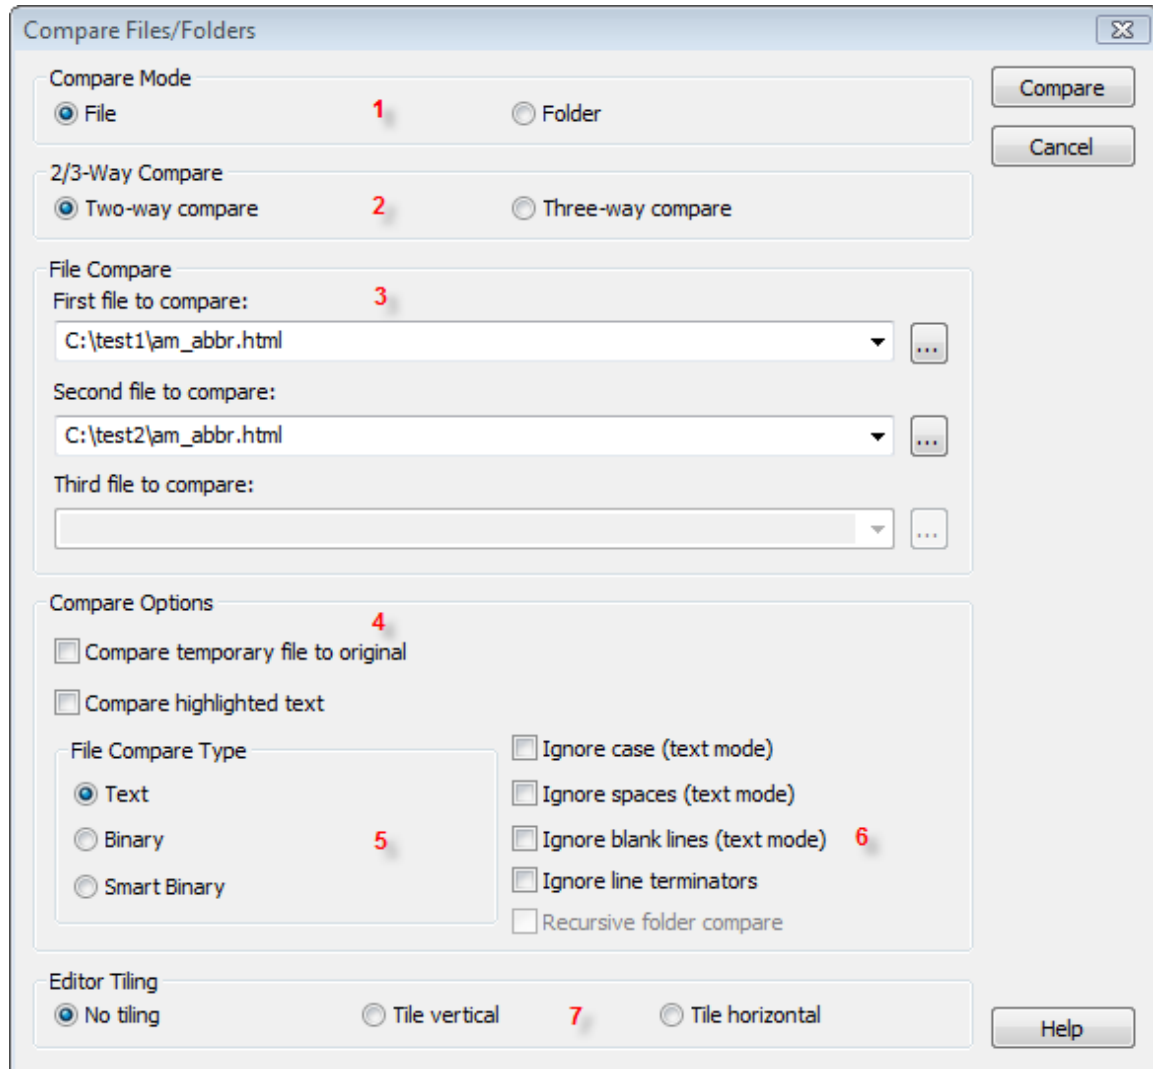 Compare Files/Folders
Compare Mode
Compare
File 1 Folder
Cancel
2/3-Way Compare
Two-way compare 2 Three-way compare
File Compare
First file to compare: 3
C:\test1\am_abbr.html ...
Second file to compare:
C:\test2\am_abbr.html ...
Third file to compare:
...
Compare Options
4
Compare temporary file to original
Compare highlighted text
File Compare Type
Text
Binary 5
Smart Binary
Ignore case (text mode)
Ignore spaces (text mode)
Ignore blank lines (text mode) 6
Ignore line terminators
Recursive folder compare
Editor Tiling
No tiling Tile vertical 7 Tile horizontal
Help